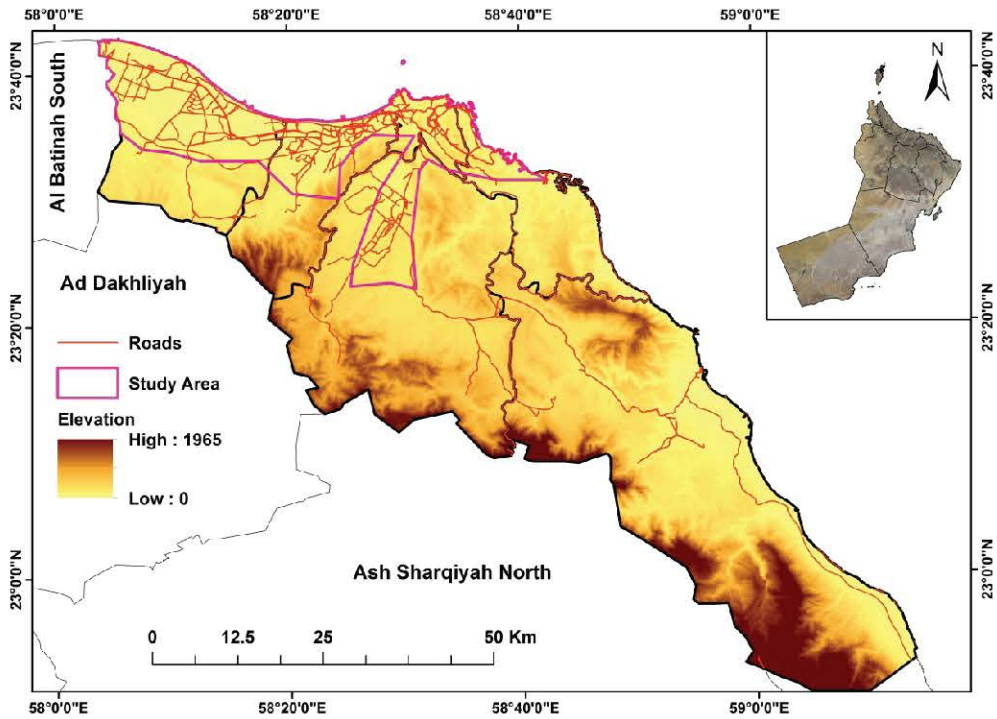 58°0'0"E 58°20'0"E 58°40'0"E 59°0'0"E
23°40'0"N
23°20'0"N
23°0'0"N
Al Batinah South
Ad Dakhliyah
Roads
Study Area
Elevation
High : 1965
Low : 0
Ash Sharqiyah North
0 12.5 25 50 Km
N
23°40'0"N
23°20'0"N
23°0'0"N
58°0'0"E 58°20'0"E 58°40'0"E 59°0'0"E